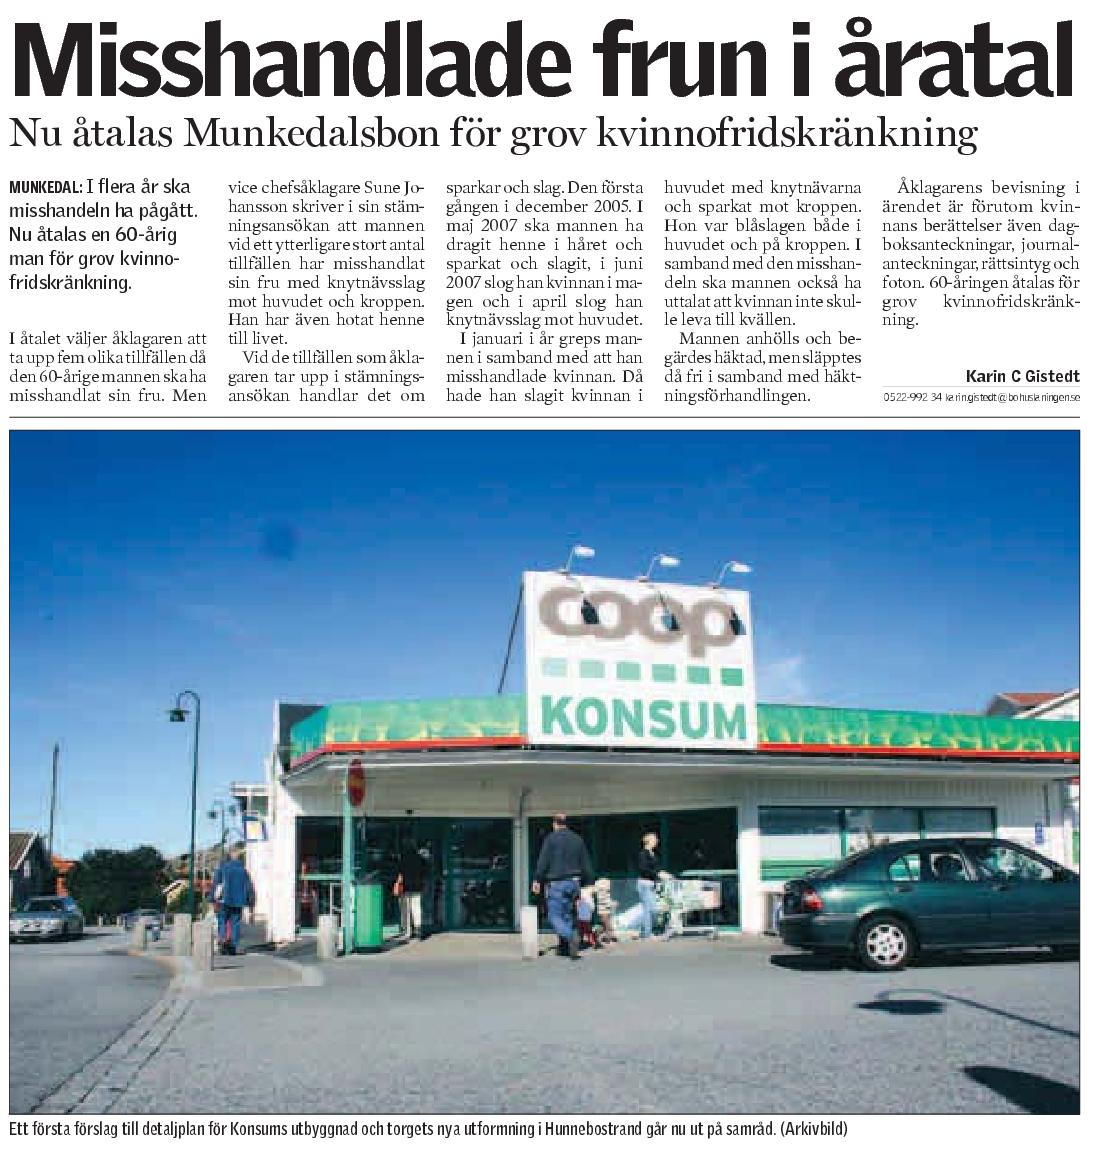 Misshandlade frun i åratal
Nu åtalas Munkedalsbon för grov kvinnofridskränkning
MUNKEDAL: I flera år ska
misshandeln ha pågått.
Nu åtalas en 60-årig
man för grov kvinno-
fridskränkning.
I åtalet väljer åklagaren att
ta upp fem olika tillfällen då
den 60-årige mannen ska ha
misshandlat sin fru. Men
vice chefsåklagare Sune Jo-
hansson skriver i sin stäm-
ningsansökan att mannen
vid ett ytterligare stort antal
tillfällen har misshandlat
sin fru med knytnävsslag
mot huvudet och kroppen.
Han har även hotat henne
till livet.
Vid de tillfällen som åkla-
garen tar upp i stämnings-
ansökan handlar det om
sparkar och slag. Den första
gången i december 2005. I
maj 2007 ska mannen ha
dragit henne i håret och
sparkat och slagit, i juni
2007 slog han kvinnan i ma-
gen och i april slog han
knytnävsslag mot huvudet.
I januari i år greps man-
nen i samband med att han
misshandlade kvinnan. Då
hade han slagit kvinnan i
huvudet med knytnävarna
och sparkat mot kroppen.
Hon var blåslagen både i
huvudet och på kroppen. I
samband med den misshan-
deln ska mannen också ha
uttalat att kvinnan inte skul-
le leva till kvällen.
Mannen anhölls och be-
gärdes häktad, men släpptes
då fri i samband med häkt-
ningsförhandlingen.
Åklagarens bevisning i
ärendet är förutom kvin-
nans berättelser även dag-
boksanteckningar, journal-
anteckningar, rättsintyg och
foton. 60-åringen åtalas för
grov kvinnofridskränk-
ning.
Karin C Gistedt
0522-992 34 karin.gistedt@bohuslaningen.se
coop
KONSUM
Ett första förslag till detaljplan för Konsums utbyggnad och torgets nya utformning i Hunnebostrand går nu ut på samråd. (Arkivbild)